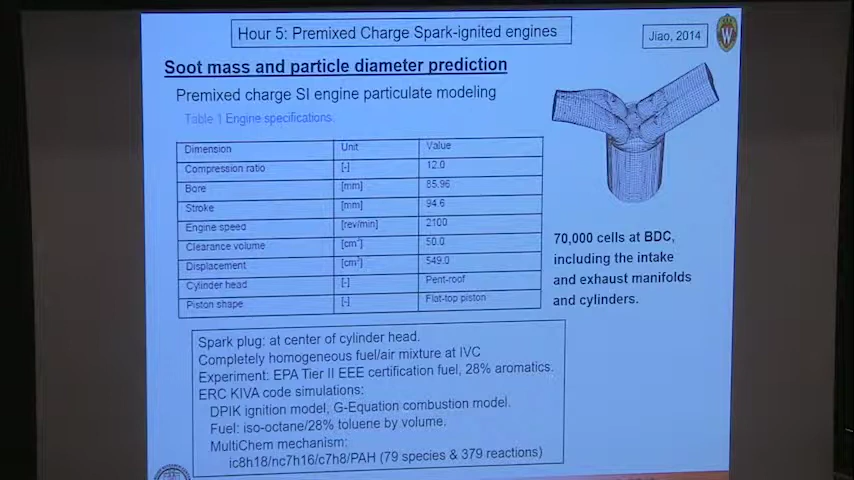 Hour 5: Premixed Charge Spark-ignited engines
Jiao, 2014
W
Soot mass and particle diameter prediction
Premixed charge SI engine particulate modeling
Table 1 Engine specifications.
Dimension Unit Value
Compression ratio [-] 12.0
Bore [mm] 85.96
Stroke [mm] 94.6
Engine speed [rev/min] 2100
Clearance volume [cm³] 50.0
Displacement [cm³] 549.0
Cylinder head [-] Pent-roof
Piston shape [-] Flat-top piston
70,000 cells at BDC,
including the intake
and exhaust manifolds
and cylinders.
Spark plug: at center of cylinder head.
Completely homogeneous fuel/air mixture at IVC
Experiment: EPA Tier II EEE certification fuel, 28% aromatics.
ERC KIVA code simulations:
DPIK ignition model, G-Equation combustion model.
Fuel: iso-octane/28% toluene by volume.
MultiChem mechanism:
ic8h18/nc7h16/c7h8/PAH (79 species & 379 reactions)